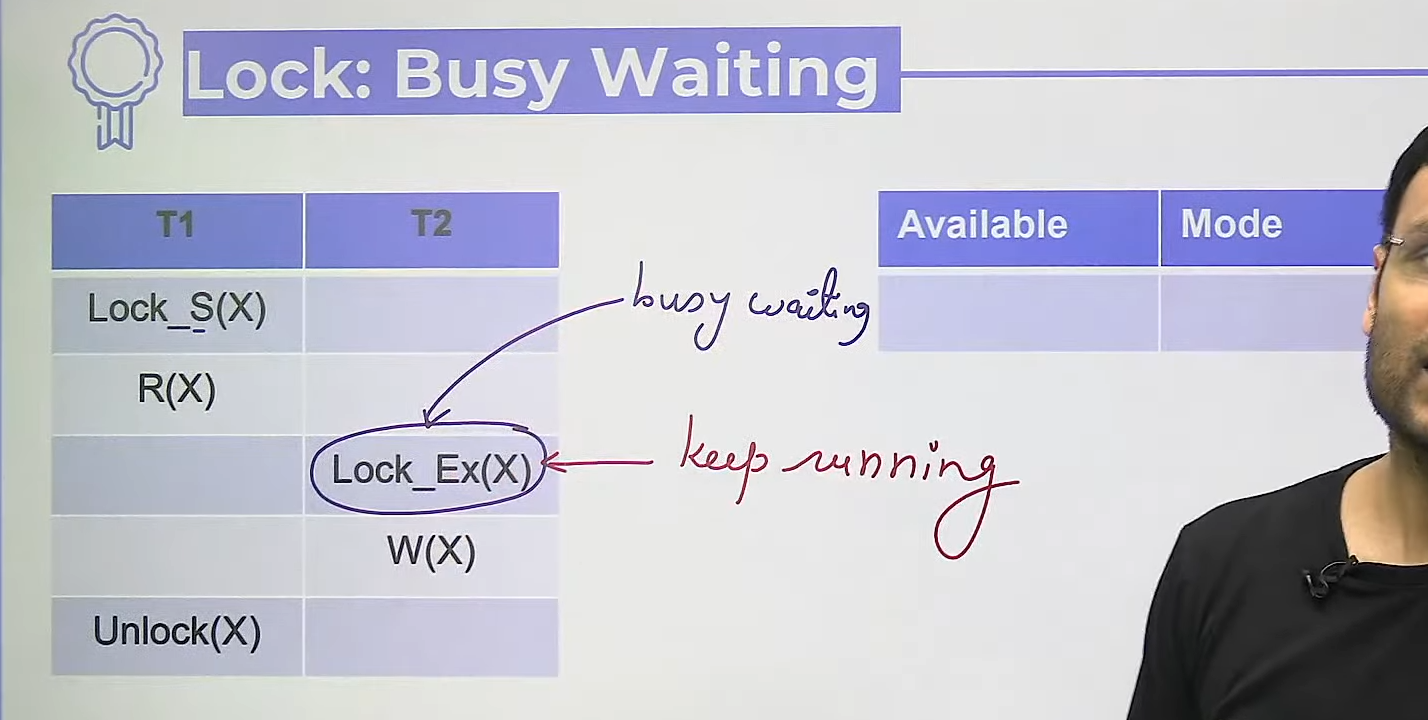 Lock: Busy Waiting
T1 T2
Available Mode
Lock_S(X)
busy waiting
R(X)
Lock_Ex(X)
keep running
W(X)
Unlock(X)